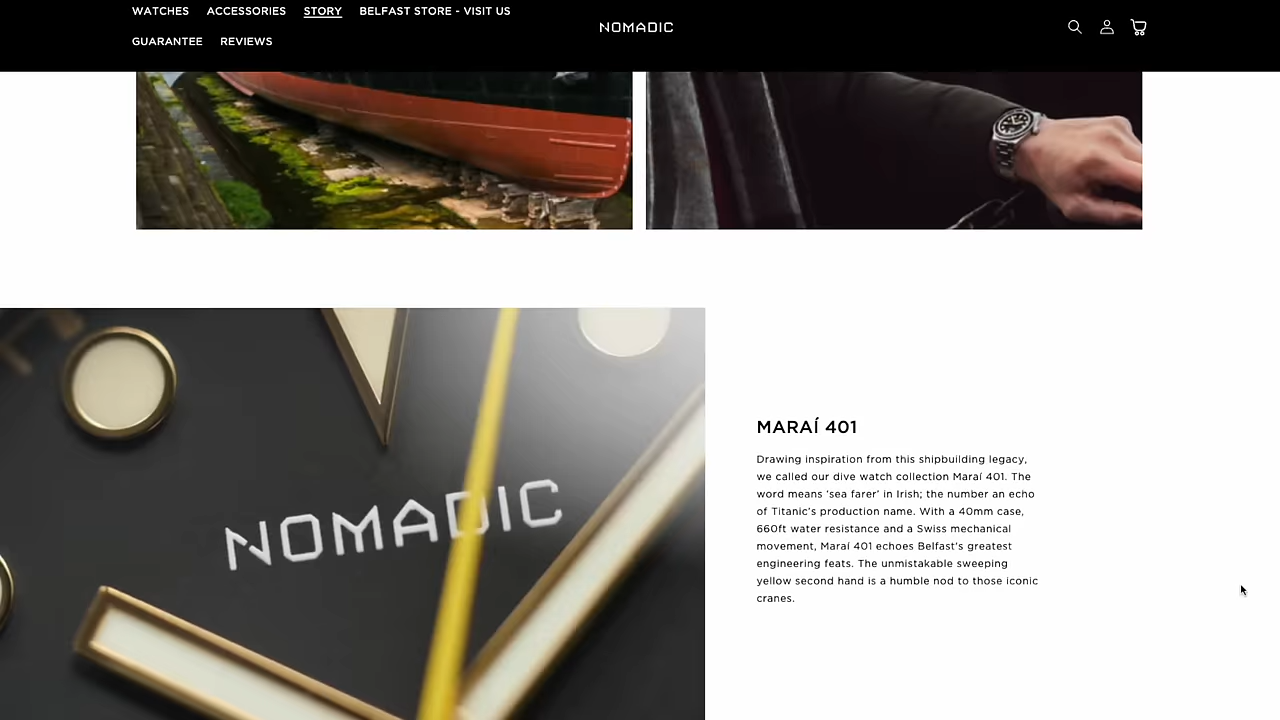 WATCHES ACCESSORIES STORY BELFAST STORE - VISIT US
GUARANTEE REVIEWS
NOMADIC
NOMADIC
MARAÍ 401
Drawing inspiration from this shipbuilding legacy,
we called our dive watch collection Maraí 401. The
word means ‘sea farer’ in Irish; the number an echo
of Titanic’s production name. With a 40mm case,
660ft water resistance and a Swiss mechanical
movement, Maraí 401 echoes Belfast’s greatest
engineering feats. The unmistakable sweeping
yellow second hand is a humble nod to those iconic
cranes.